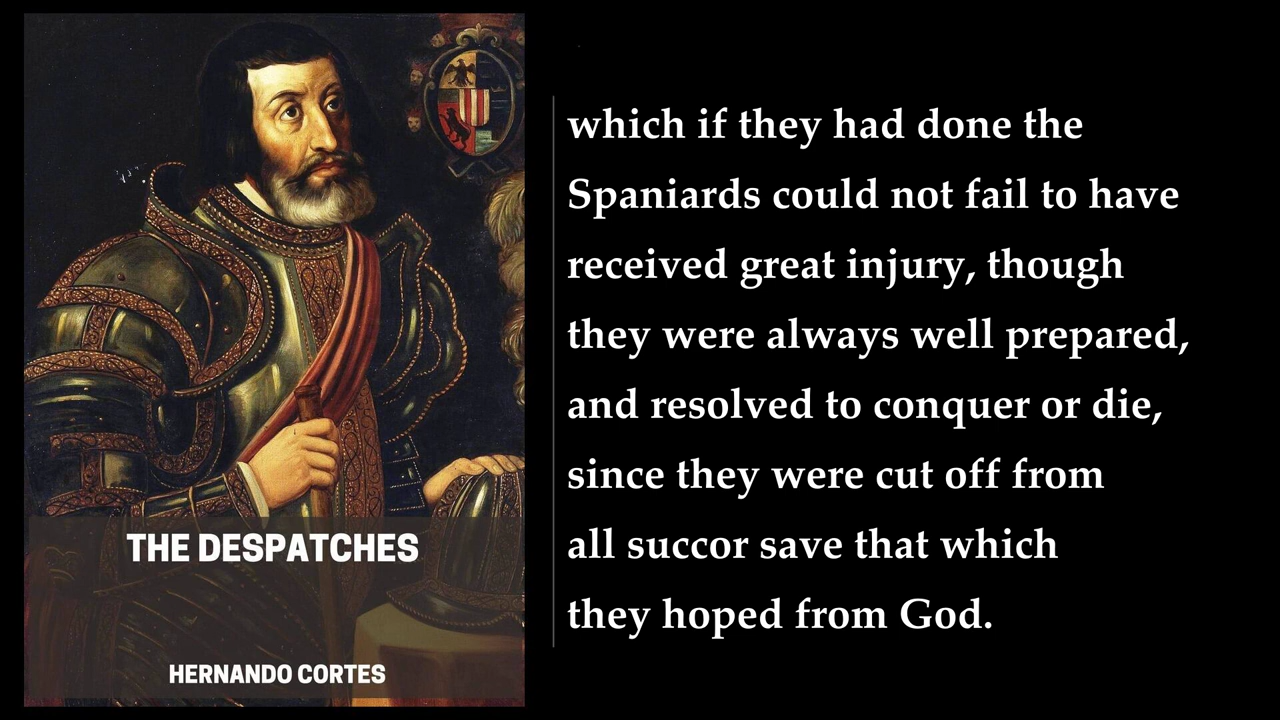 THE DESPATCHES
HERNANDO CORTES
which if they had done the
Spaniards could not fail to have
received great injury, though
they were always well prepared,
and resolved to conquer or die,
since they were cut off from
all succor save that which
they hoped from God.